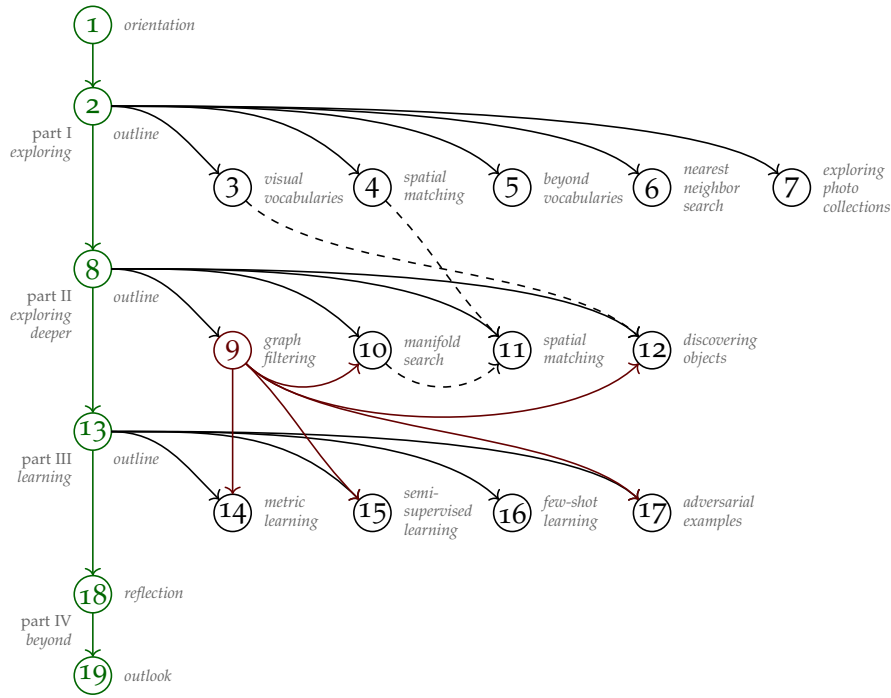 1 orientation
2
part I outline
exploring
3 visual
vocabularies
4 spatial
matching
5 beyond
vocabularies
6 nearest
neighbor
search
7 exploring
photo
collections
8
part II outline
exploring
deeper
9 graph
filtering
10 manifold
search
11 spatial
matching
12 discovering
objects
13
part III outline
learning
14 metric
learning
15 semi-
supervised
learning
16 few-shot
learning
17 adversarial
examples
18 reflection
part IV
beyond
19 outlook